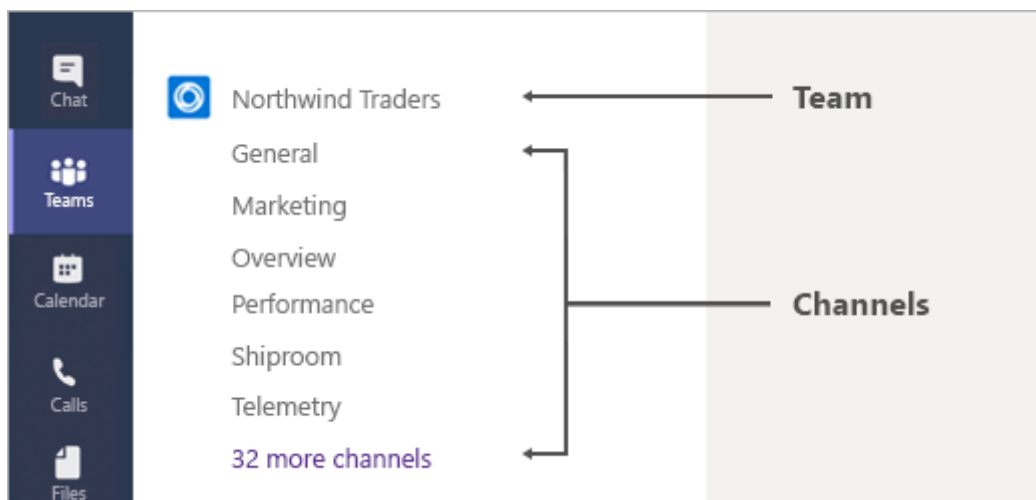 Chat
Teams
Calendar
Calls
Files
Northwind Traders
General
Marketing
Overview
Performance
Shiproom
Telemetry
32 more channels
Team
Channels